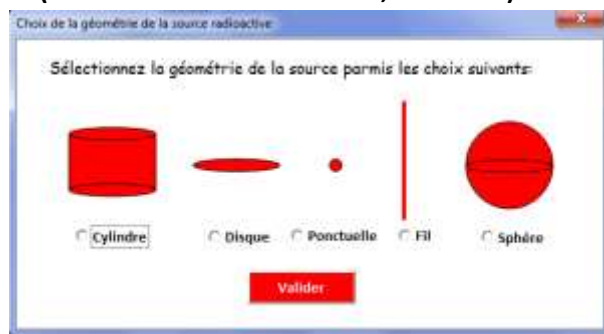 Choix de la géométrie de la source radioactive
Sélectionnez la géométrie de la source parmis les choix suivants:
Cylindre Disque Ponctuelle Fil Sphère
Valider